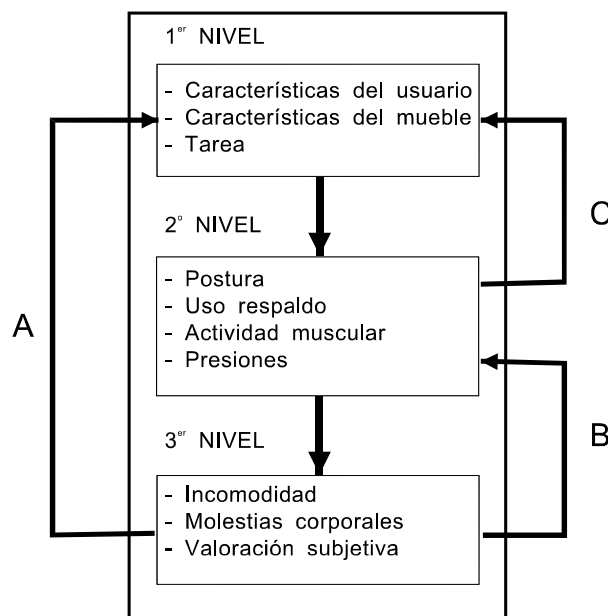 1er NIVEL
- Características del usuario
- Características del mueble
- Tarea
C
2º NIVEL
- Postura
- Uso respaldo
- Actividad muscular
- Presiones
A
B
3er NIVEL
- Incomodidad
- Molestias corporales
- Valoración subjetiva